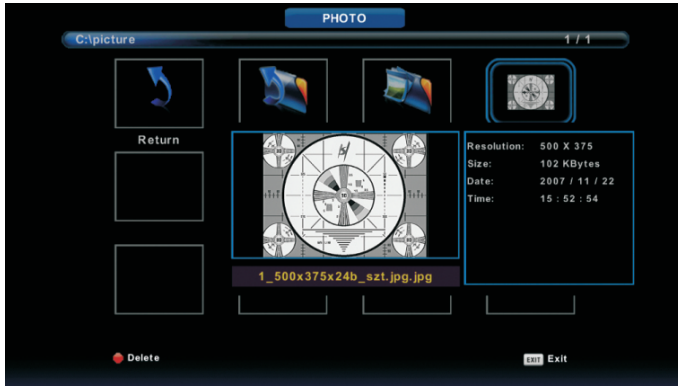 PHOTO
C:\picture 1 / 1
Return
Resolution: 500 X 375
Size: 102 KBytes
Date: 2007 / 11 / 22
Time: 15 : 52 : 54
1_500x375x24b_szt.jpg.jpg
Delete
EXIT Exit